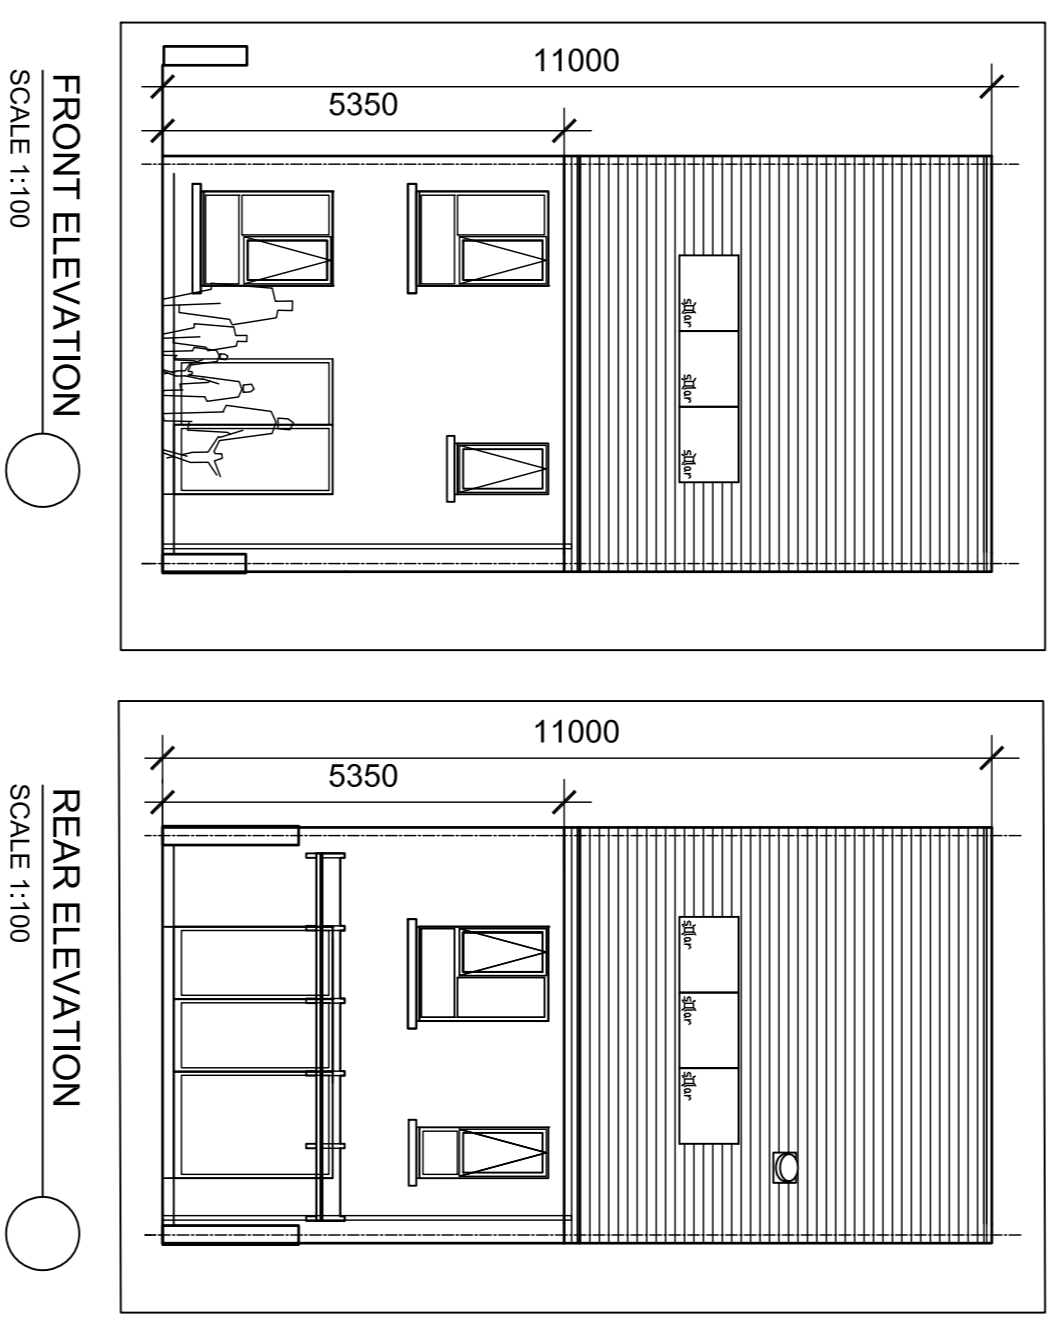 FRONT ELEVATION
SCALE 1:100
11000
5350
solar
solar
solar
REAR ELEVATION
SCALE 1:100
11000
5350
solar
solar
solar